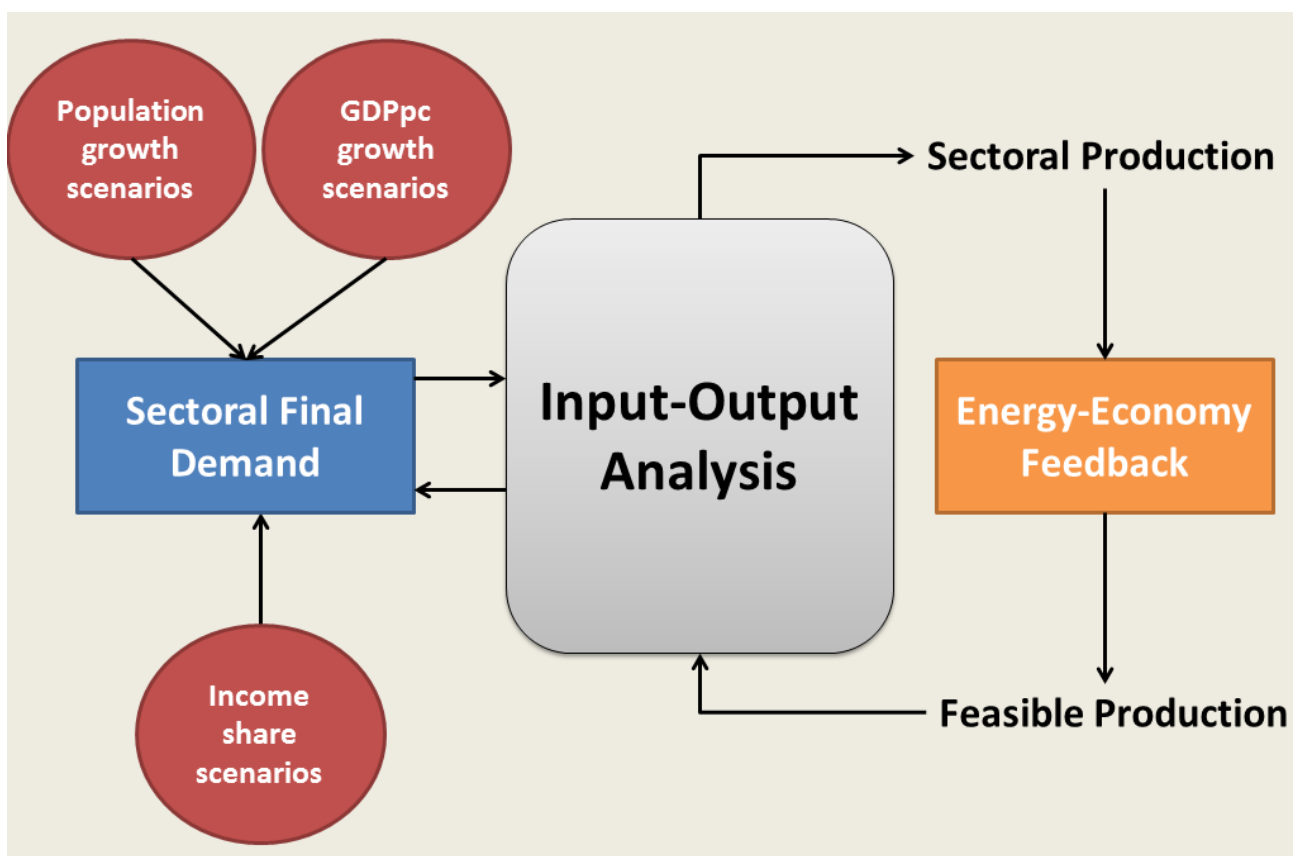 Population
growth
scenarios
GDPpc
growth
scenarios
Sectoral Production
Sectoral Final
Demand
Input-Output
Analysis
Energy-Economy
Feedback
Income
share
scenarios
Feasible Production